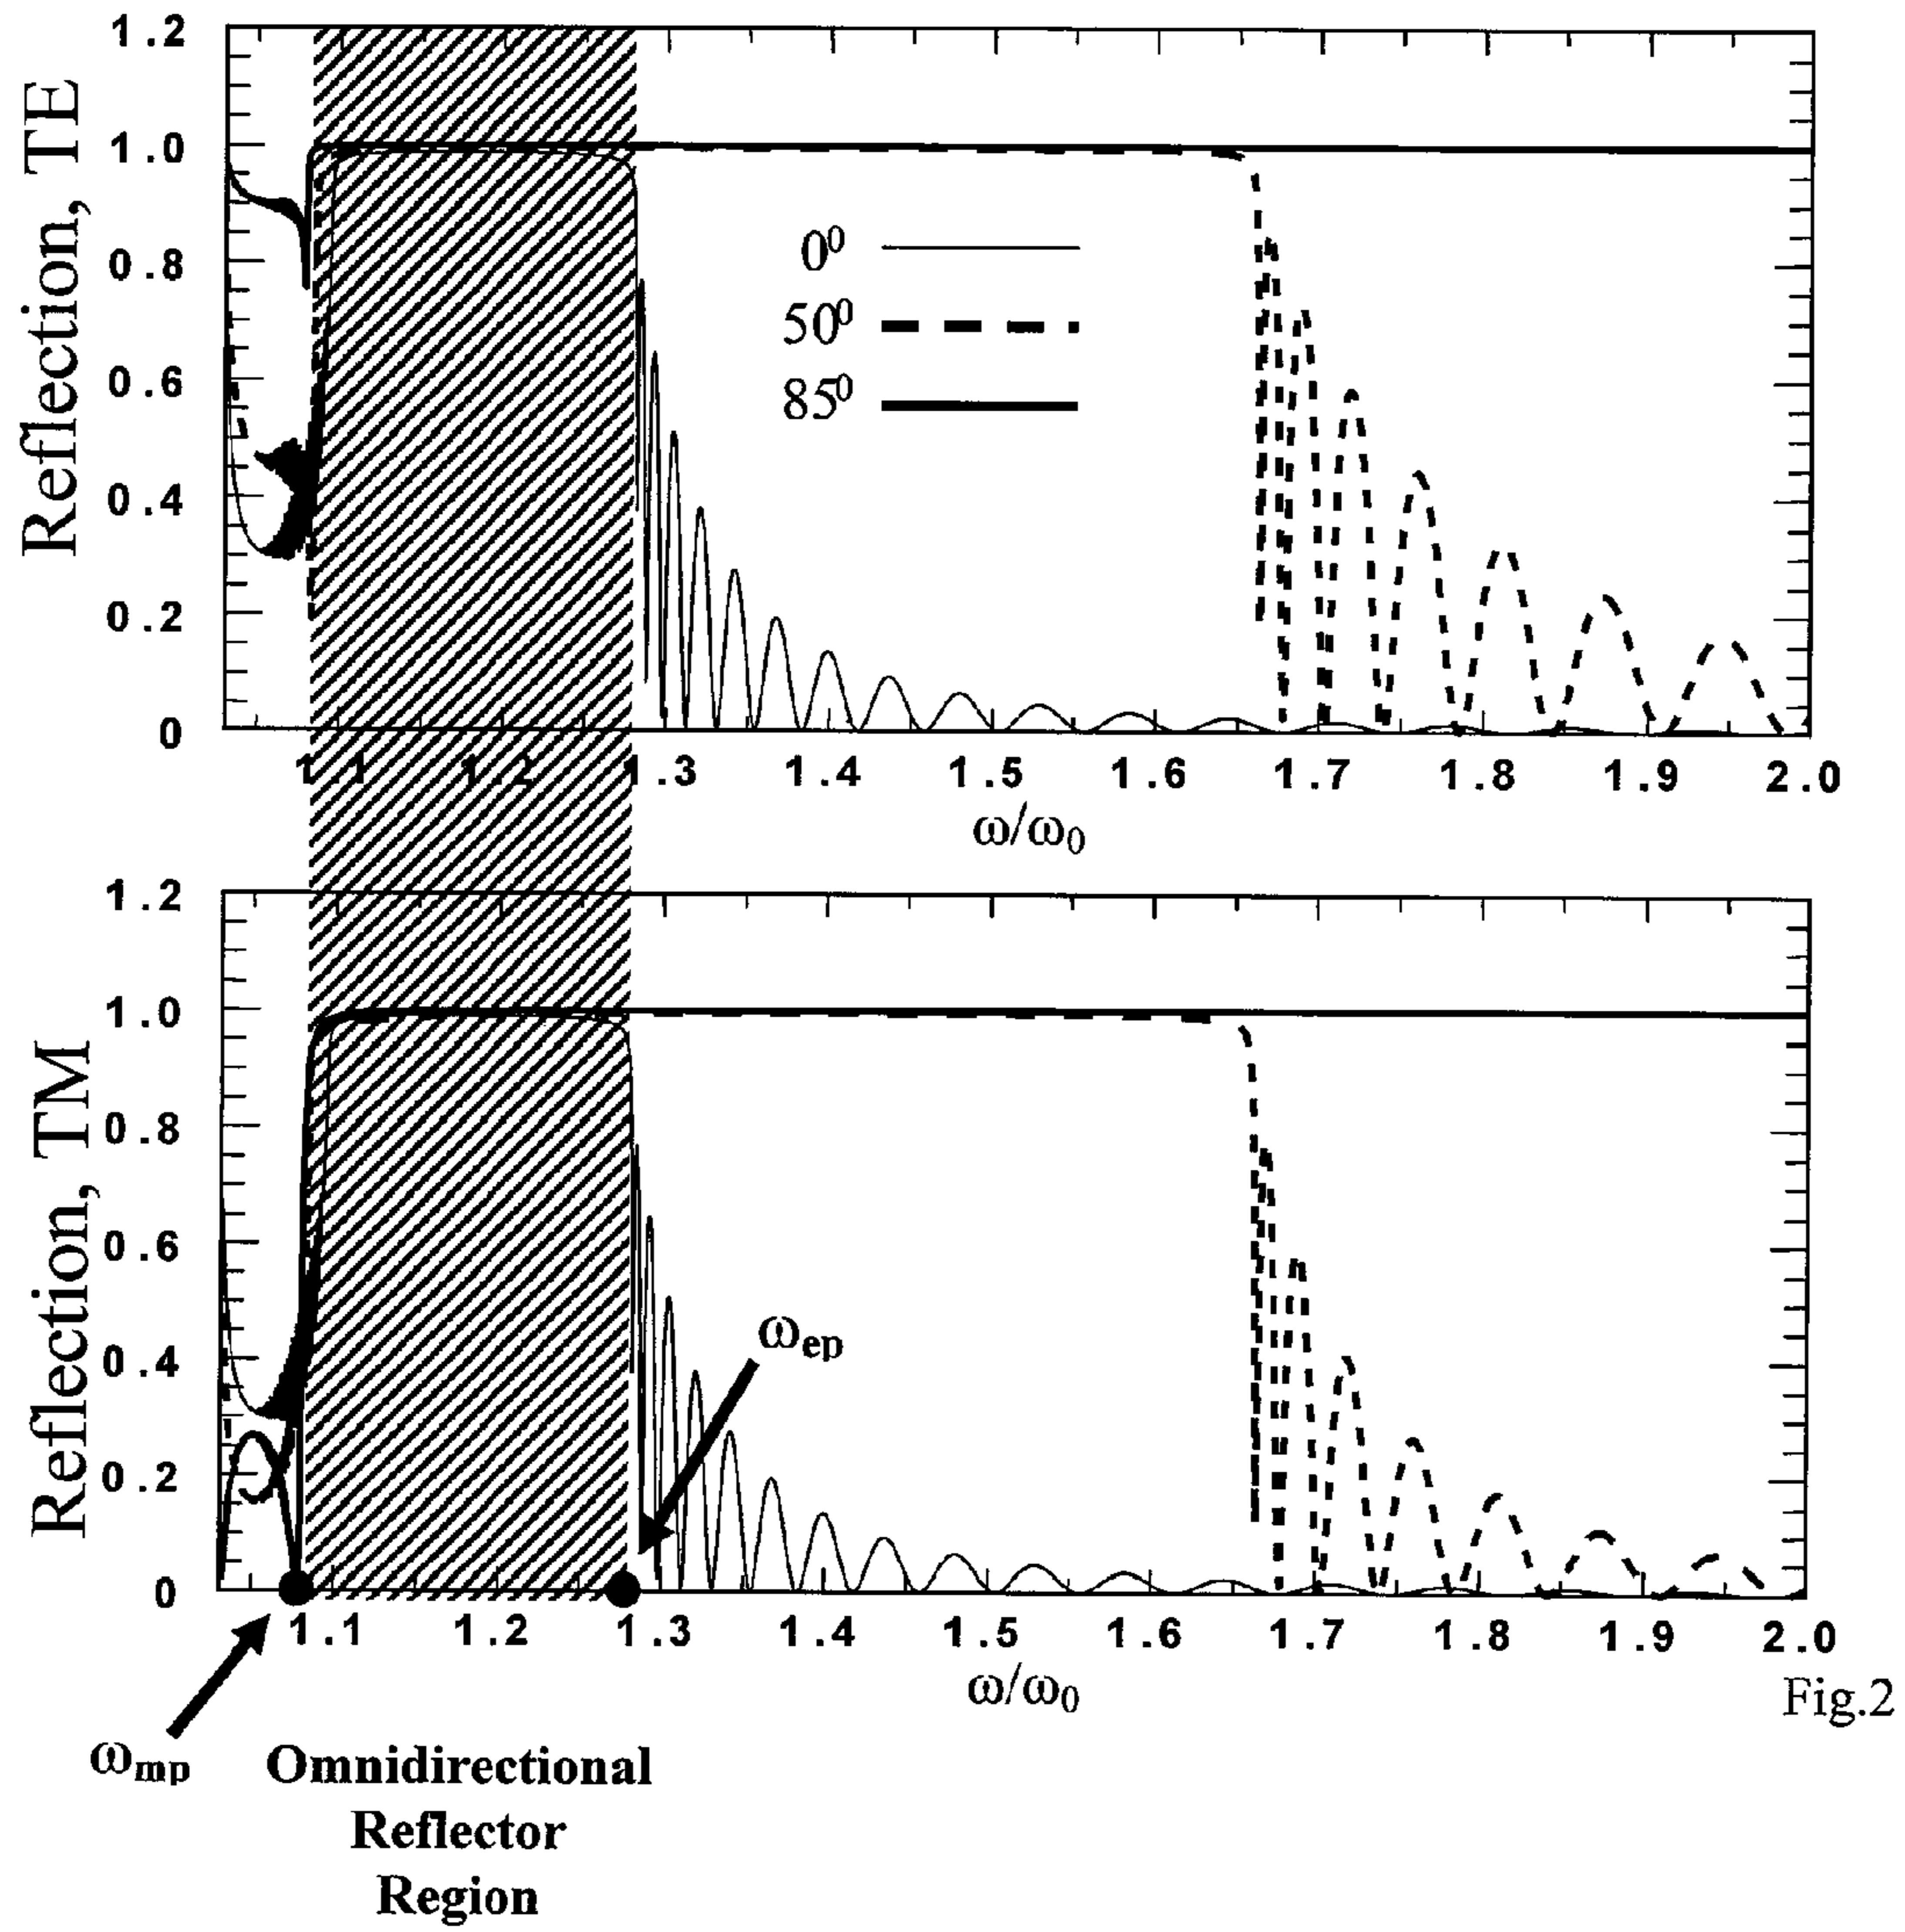 1.2
1.0
0.8
0.6
0.4
0.2
0
Reflection, TE
0⁰
50⁰
85⁰
1.1 1.2 1.3 1.4 1.5 1.6 1.7 1.8 1.9 2.0
ω/ω₀
1.2
1.0
0.8
0.6
0.4
0.2
0
Reflection, TM
ωep
1.1 1.2 1.3 1.4 1.5 1.6 1.7 1.8 1.9 2.0
ω/ω₀
Fig.2
ωmp
Omnidirectional
Reflector
Region